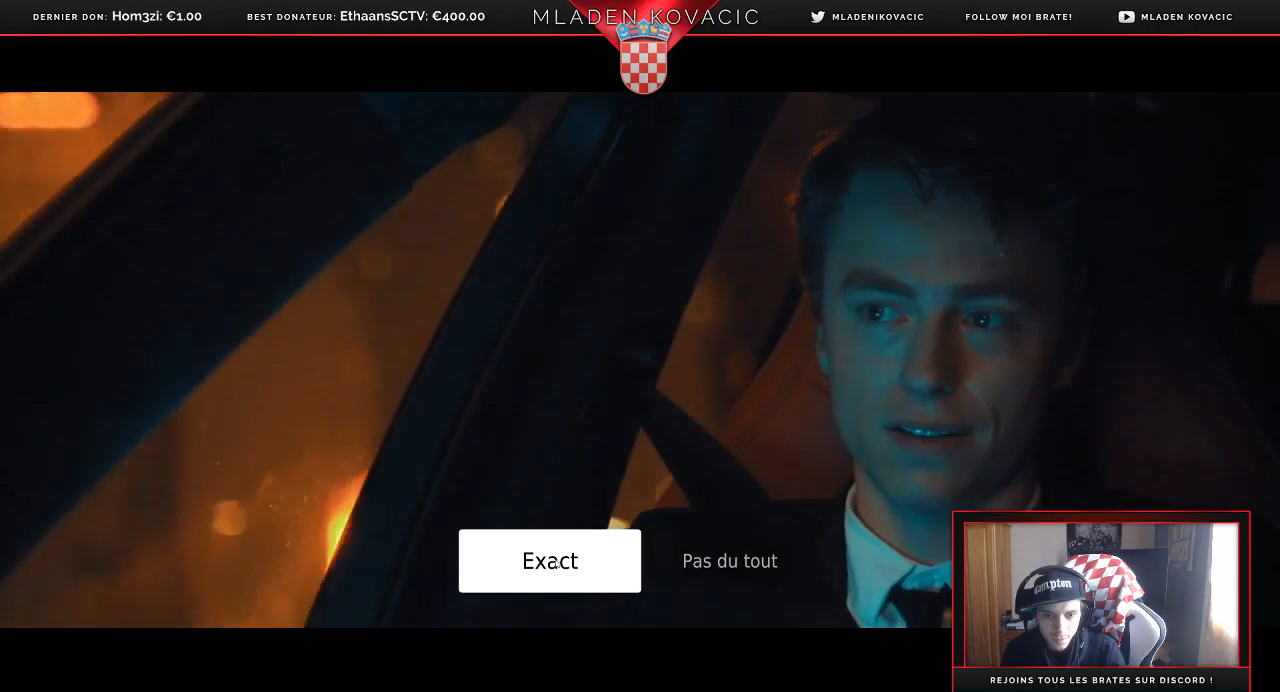 DERNIER DON: Hom3zi: €1.00
BEST DONATEUR: EthaansSCTV: €400.00
MLADEN KOVACIC
MLADENIKOVACIC
FOLLOW MOI BRATE!
MLADEN KOVACIC
Exact
Pas du tout
Compton
REJOINS TOUS LES BRATES SUR DISCORD !